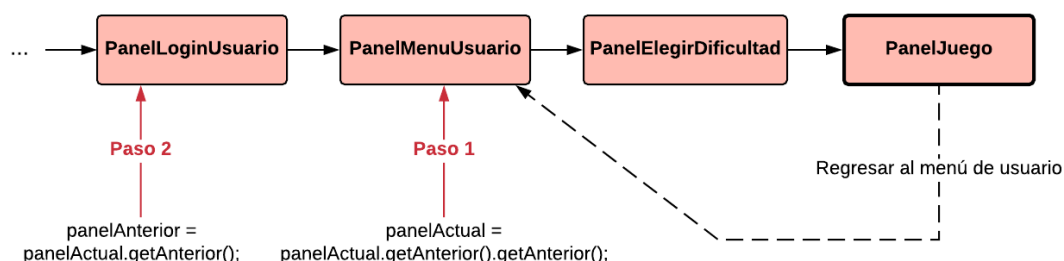 ...
PanelLoginUsuario
PanelMenuUsuario
PanelElegirDificultad
PanelJuego
Paso 2
Paso 1
Regresar al menú de usuario
panelAnterior =
panelActual.getAnterior();
panelActual =
panelActual.getAnterior().getAnterior();